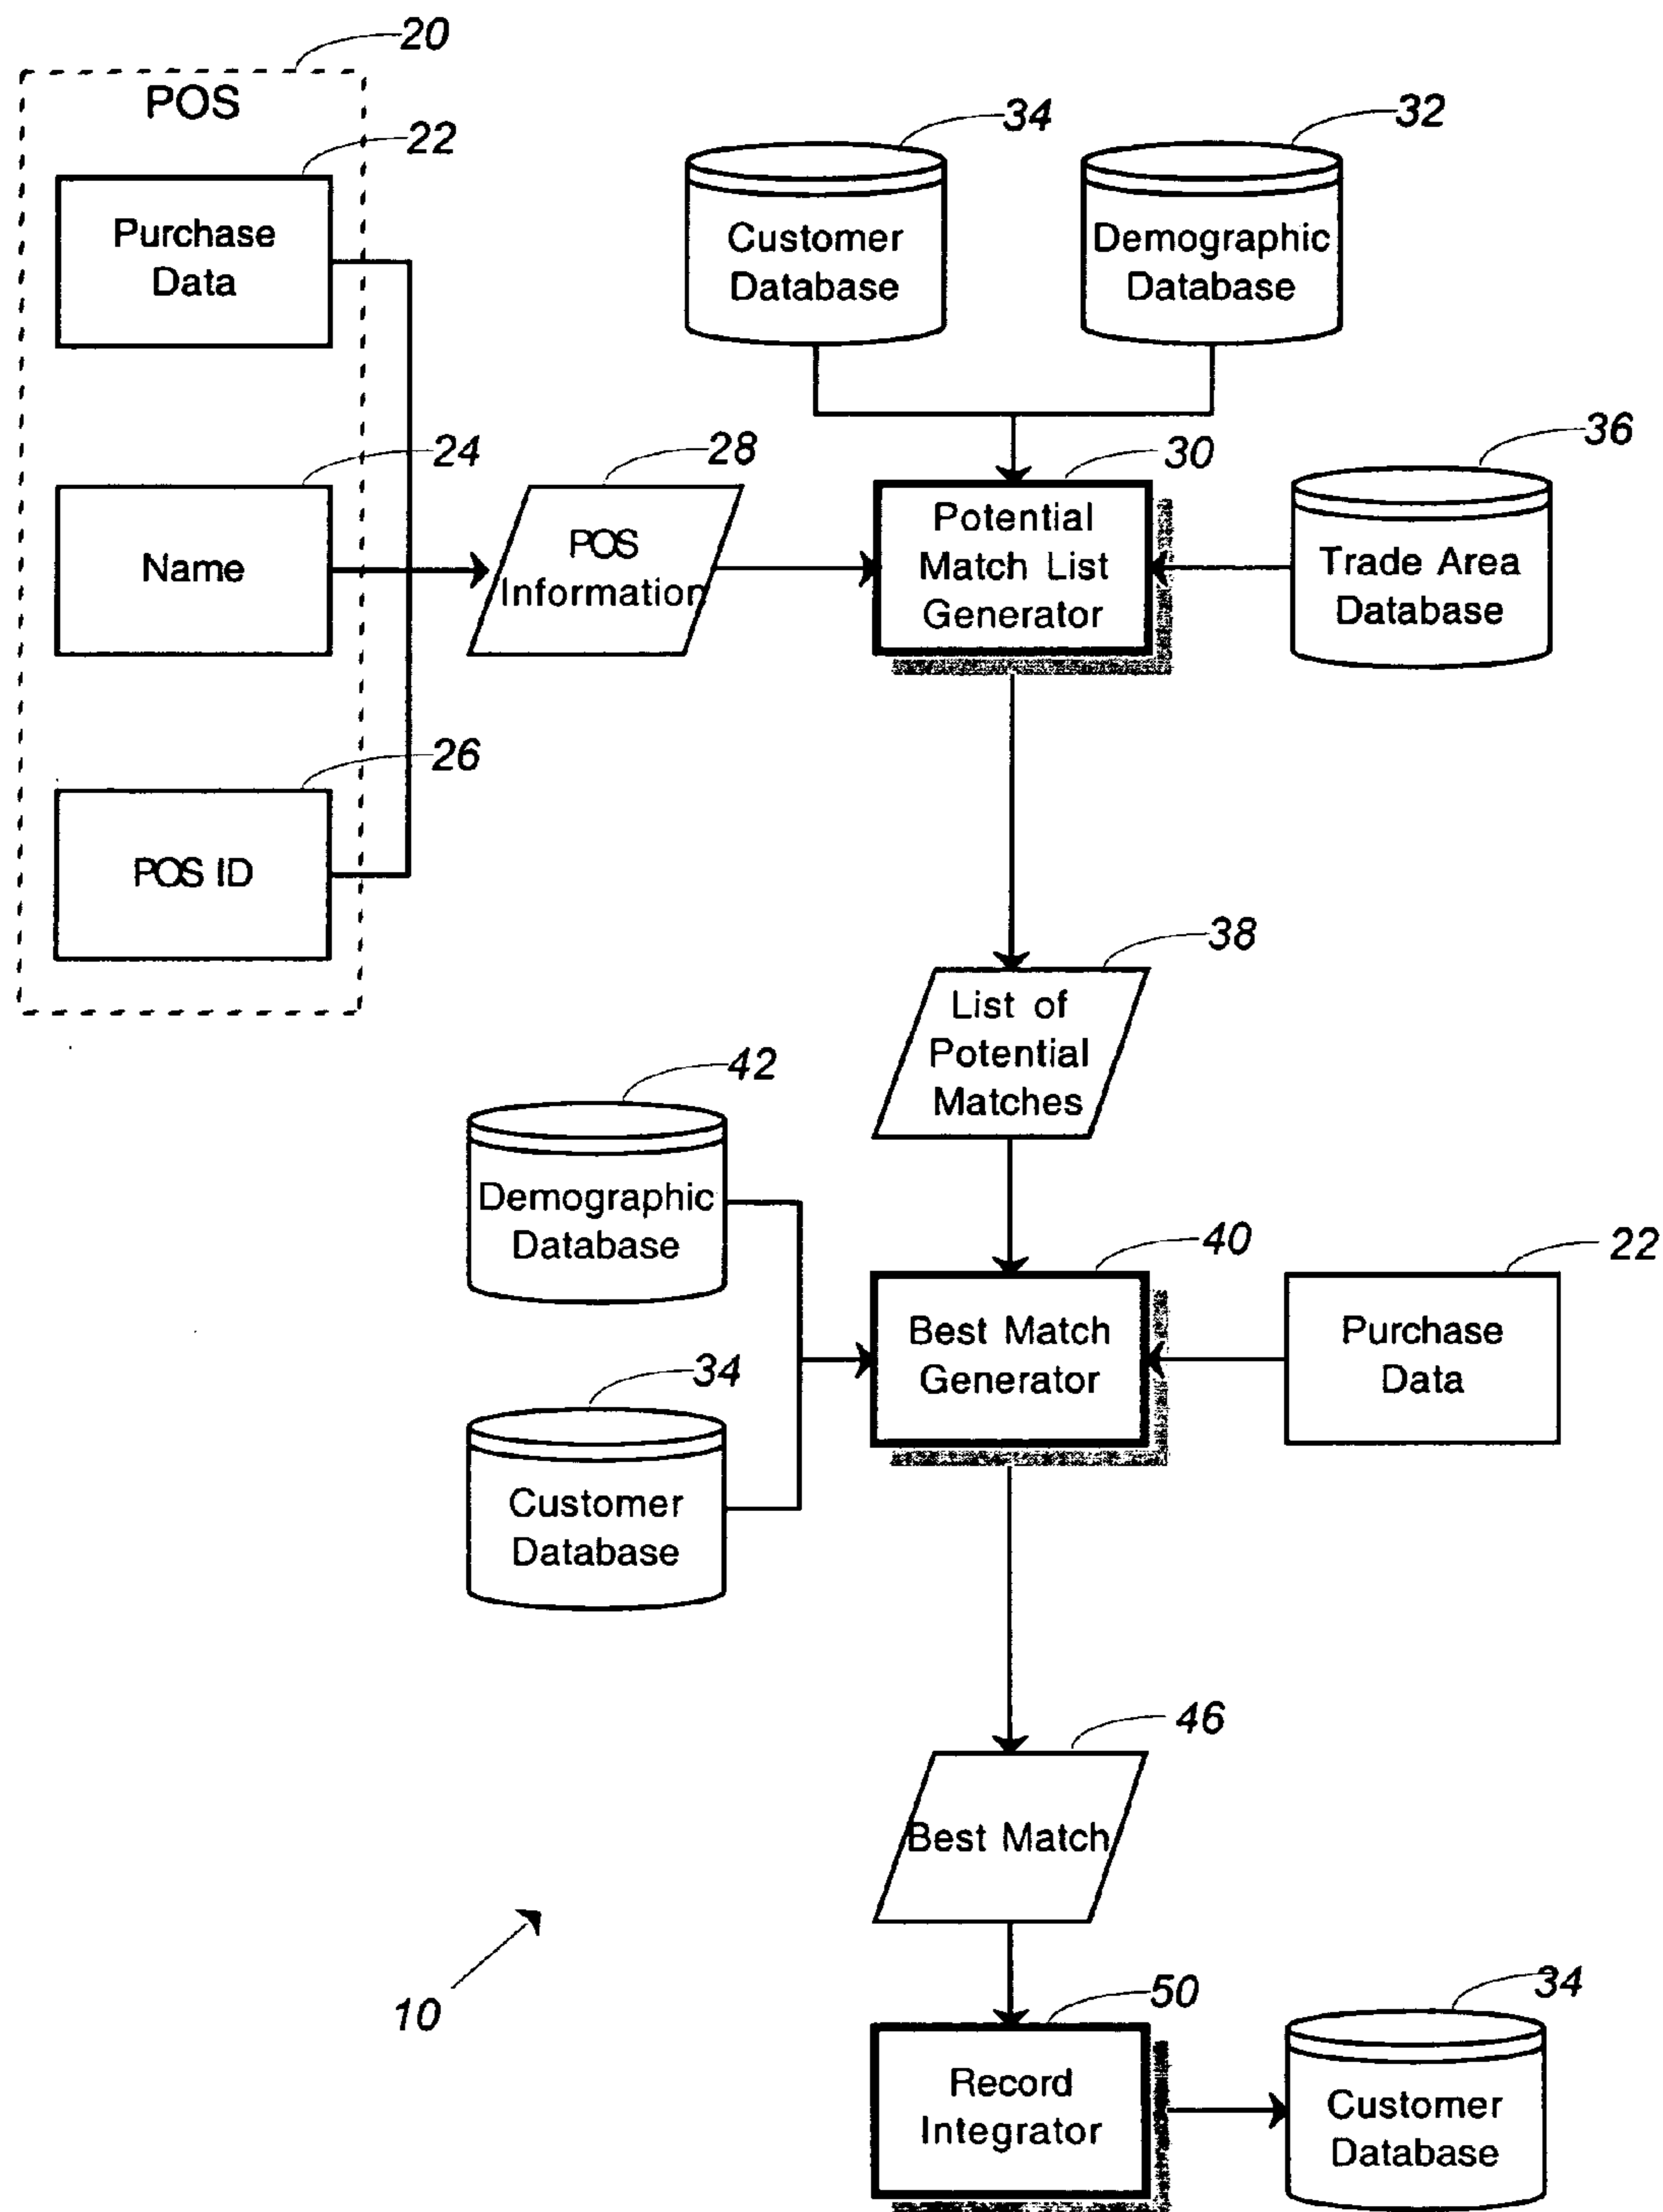 20
POS
22
Purchase
Data
34
32
Customer
Database
Demographic
Database
24
Name
28
POS
Information
30
Potential
Match List
Generator
36
Trade Area
Database
26
POS ID
38
List of
Potential
Matches
42
Demographic
Database
40
Best Match
Generator
22
Purchase
Data
34
Customer
Database
46
Best Match
10
50
Record
Integrator
34
Customer
Database